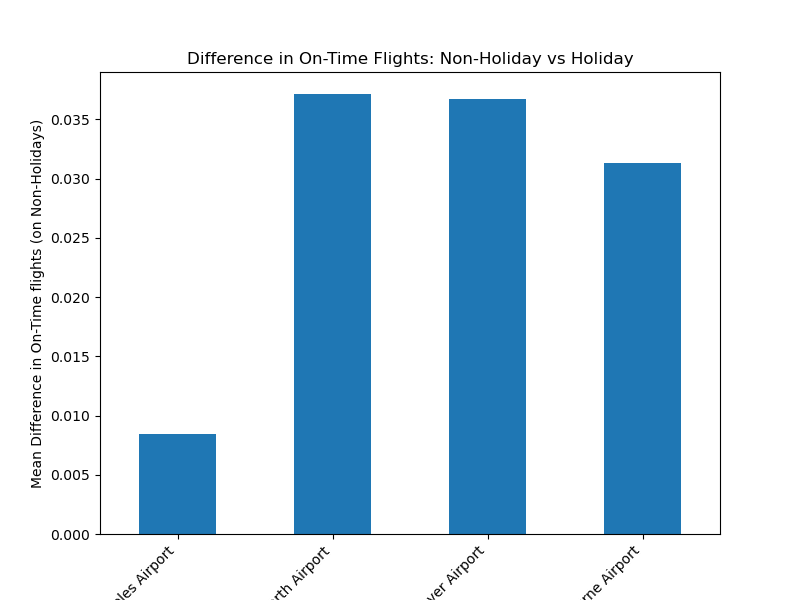 Difference in On-Time Flights: Non-Holiday vs Holiday
Mean Difference in On-Time flights (on Non-Holidays)
0.035
0.030
0.025
0.020
0.015
0.010
0.005
0.000
les Airport
rth Airport
ver Airport
rne Airport